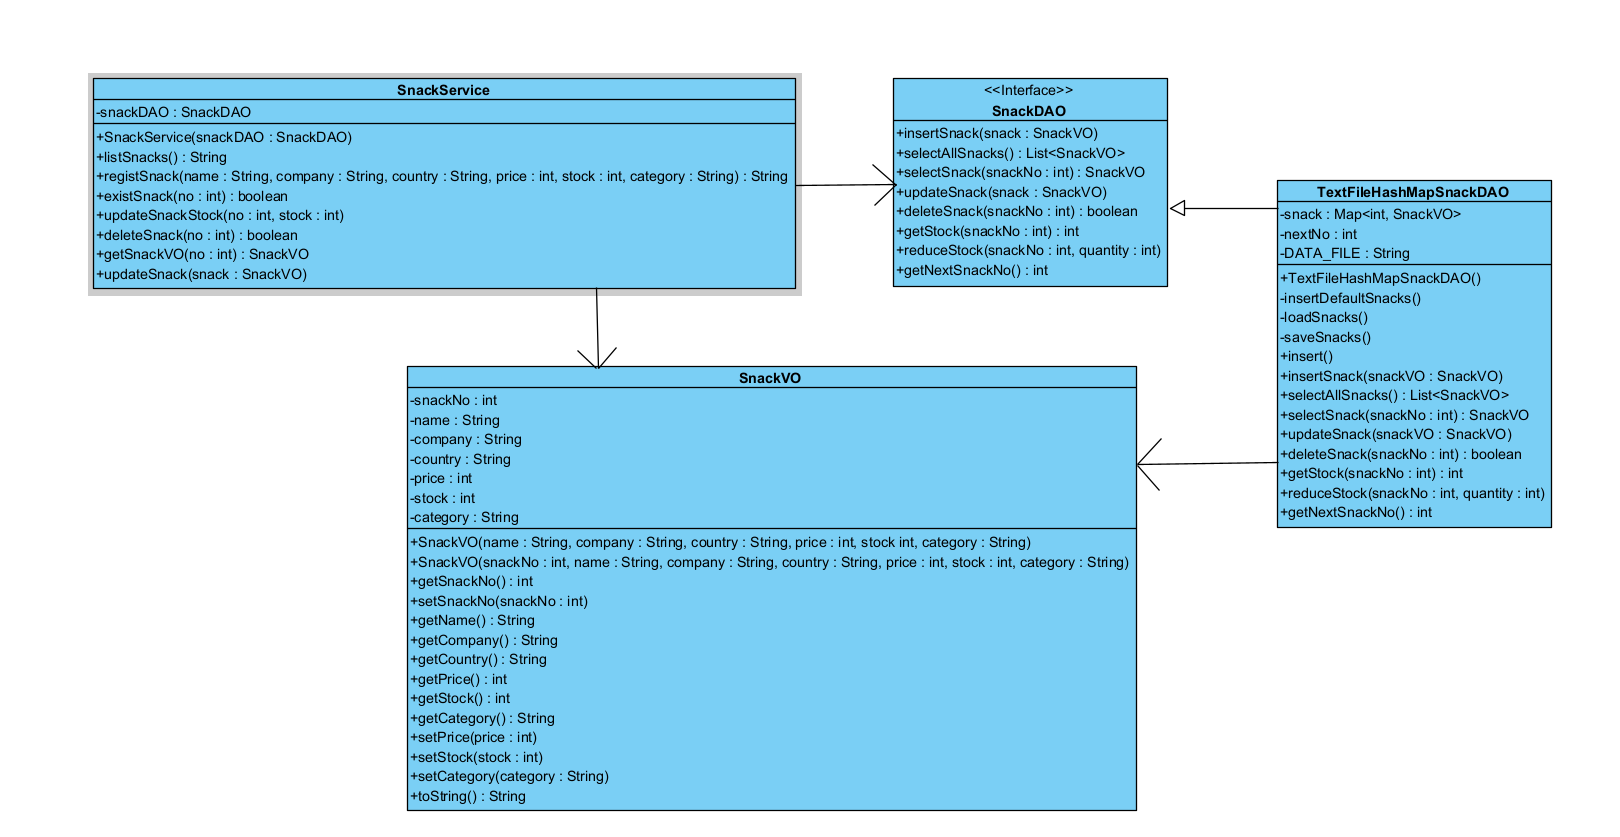 SnackService
-snackDAO : SnackDAO
+SnackService(snackDAO : SnackDAO)
+listSnacks() : String
+registSnack(name : String, company : String, country : String, price : int, stock : int, category : String) : String
+existSnack(no : int) : boolean
+updateSnackStock(no : int, stock : int)
+deleteSnack(no : int) : boolean
+getSnackVO(no : int) : SnackVO
+updateSnack(snack : SnackVO)
<<Interface>>
SnackDAO
+insertSnack(snack : SnackVO)
+selectAllSnacks() : List<SnackVO>
+selectSnack(snackNo : int) : SnackVO
+updateSnack(snack : SnackVO)
+deleteSnack(snackNo : int) : boolean
+getStock(snackNo : int) : int
+reduceStock(snackNo : int, quantity : int)
+getNextSnackNo() : int
TextFileHashMapSnackDAO
-snack : Map<int, SnackVO>
-nextNo : int
-DATA_FILE : String
+TextFileHashMapSnackDAO()
-insertDefaultSnacks()
-loadSnacks()
-saveSnacks()
+insert()
+insertSnack(snackVO : SnackVO)
+selectAllSnacks() : List<SnackVO>
+selectSnack(snackNo : int) : SnackVO
+updateSnack(snackVO : SnackVO)
+deleteSnack(snackNo : int) : boolean
+getStock(snackNo : int) : int
+reduceStock(snackNo : int, quantity : int)
+getNextSnackNo() : int
SnackVO
-snackNo : int
-name : String
-company : String
-country : String
-price : int
-stock : int
-category : String
+SnackVO(name : String, company : String, country : String, price : int, stock int, category : String)
+SnackVO(snackNo : int, name : String, company : String, country : String, price : int, stock : int, category : String)
+getSnackNo() : int
+setSnackNo(snackNo : int)
+getName() : String
+getCompany() : String
+getCountry() : String
+getPrice() : int
+getStock() : int
+getCategory() : String
+setPrice(price : int)
+setStock(stock : int)
+setCategory(category : String)
+toString() : String